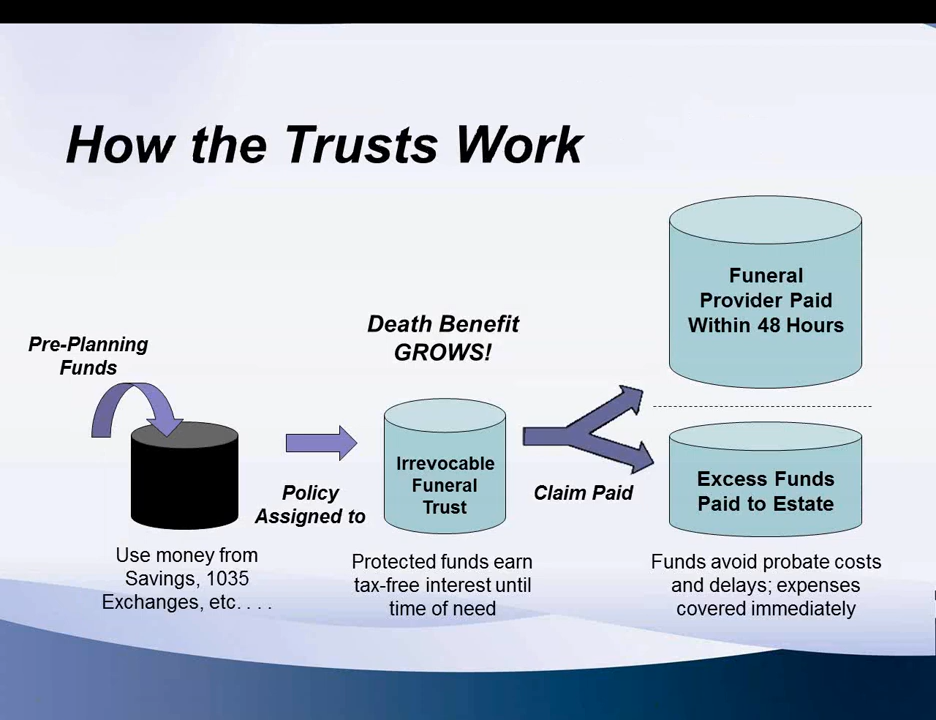 How the Trusts Work
Pre-Planning
Funds
Use money from
Savings, 1035
Exchanges, etc. . . .
Policy
Assigned to
Death Benefit
GROWS!
Irrevocable
Funeral
Trust
Protected funds earn
tax-free interest until
time of need
Claim Paid
Funeral
Provider Paid
Within 48 Hours
Excess Funds
Paid to Estate
Funds avoid probate costs
and delays; expenses
covered immediately